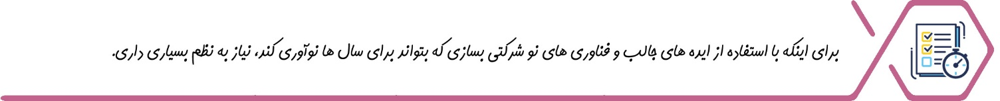 برای اینکه با استفاده از ایده های جالب و فناوری های نو شرکتی بسازی که بتواند برای سال ها نوآوری کند، نیاز به نظم بسیاری داری.